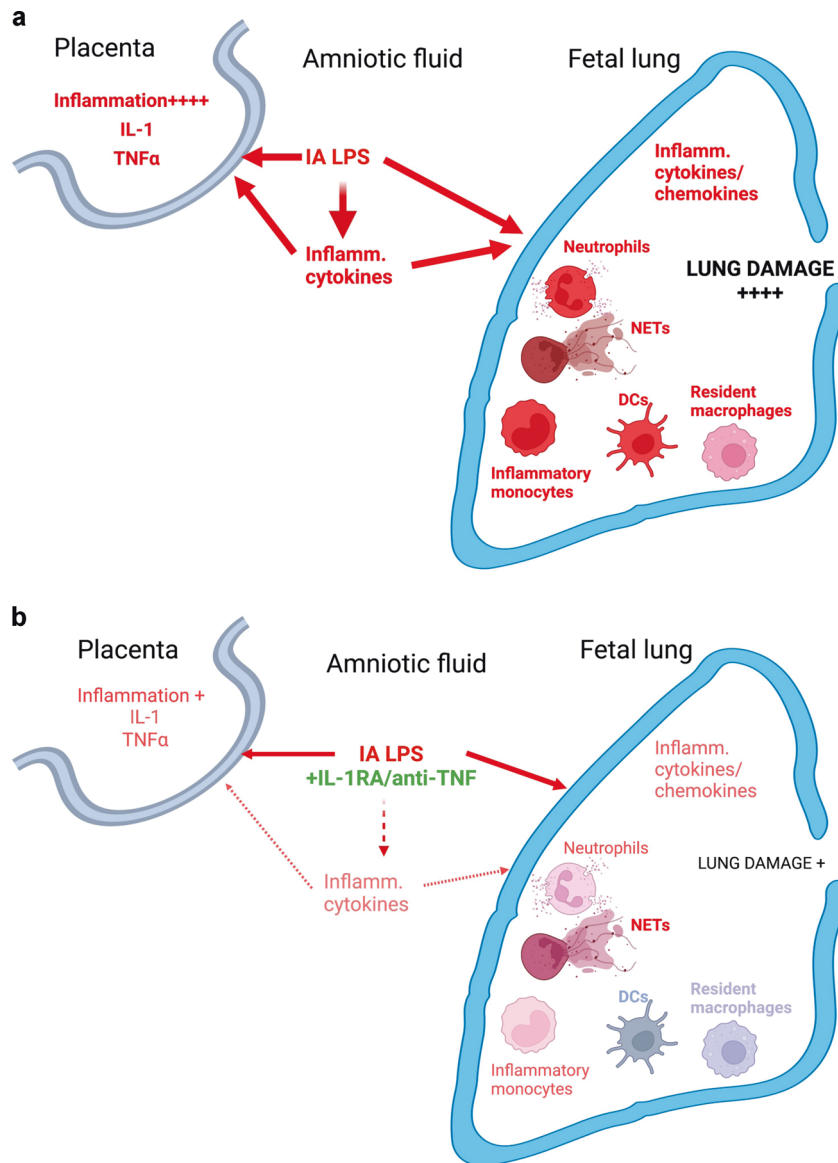 a
Placenta
Amniotic fluid
Fetal lung
Inflammation++++
IL-1
TNFα
IA LPS
Inflamm.
cytokines
Inflamm.
cytokines/
chemokines
Neutrophils
LUNG DAMAGE
++++
NETs
DCs
Resident
macrophages
Inflammatory
monocytes
b
Placenta
Amniotic fluid
Fetal lung
Inflammation +
IL-1
TNFα
IA LPS
+IL-1RA/anti-TNF
Inflamm.
cytokines
Inflamm.
cytokines/
chemokines
Neutrophils
LUNG DAMAGE +
NETs
DCs
Resident
macrophages
Inflammatory
monocytes